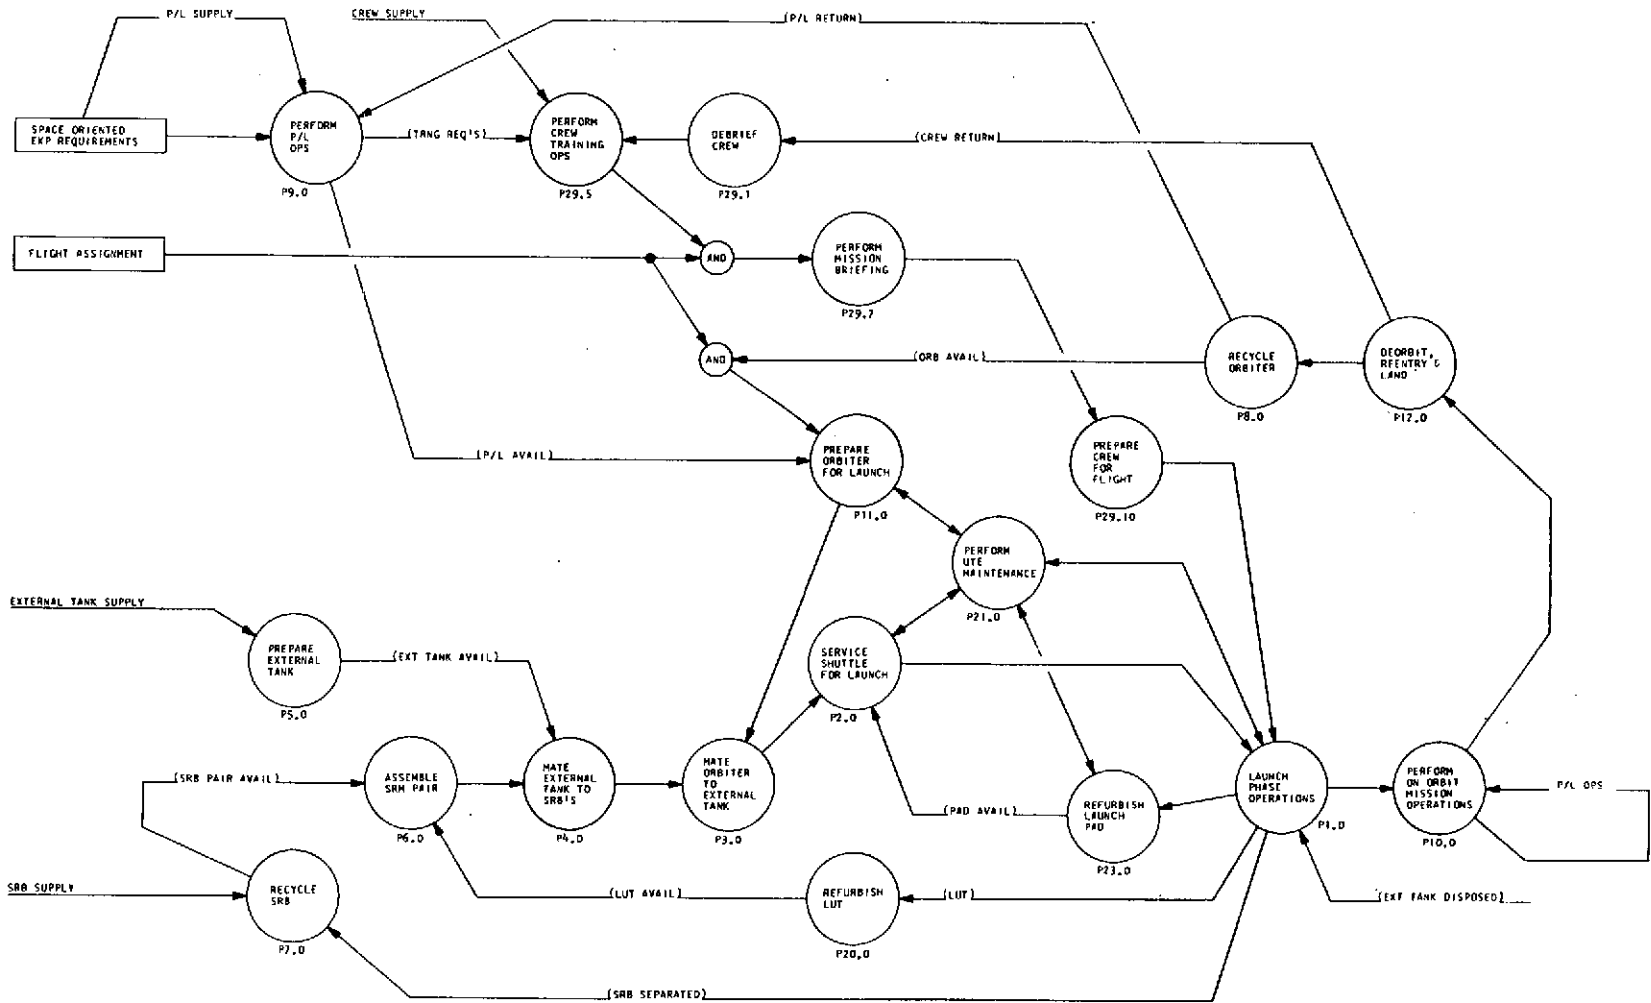 P/L SUPPLY
CREW SUPPLY
(P/L RETURN)
SPACE ORIENTED
EXP REQUIREMENTS
PERFORM
P/L
OPS
P9.0
(TRNG REQ'S)
PERFORM
CREW
TRAINING
OPS
P29.5
DEBRIEF
CREW
P29.1
(CREW RETURN)
FLIGHT ASSIGNMENT
AND
PERFORM
MISSION
BRIEFING
P29.7
AND
(ORB AVAIL)
RECYCLE
ORBITER
P8.0
DEORBIT,
REENTRY &
LAND
P12.0
(P/L AVAIL)
PREPARE
ORBITER
FOR LAUNCH
P11.0
PREPARE
CREW
FOR
FLIGHT
P29.10
PERFORM
UTE
MAINTENANCE
P21.0
EXTERNAL TANK SUPPLY
PREPARE
EXTERNAL
TANK
P5.0
(EXT TANK AVAIL)
SERVICE
SHUTTLE
FOR LAUNCH
P2.0
(SRB PAIR AVAIL)
ASSEMBLE
SRM PAIR
P6.0
MATE
EXTERNAL
TANK TO
SRB'S
P4.0
MATE
ORBITER
TO
EXTERNAL
TANK
P3.0
(PAD AVAIL)
REFURBISH
LAUNCH
PAD
P23.0
LAUNCH
PHASE
OPERATIONS
P1.0
PERFORM
ON ORBIT
MISSION
OPERATIONS
P10.0
P/L OPS
SRB SUPPLY
RECYCLE
SRB
P7.0
(LUT AVAIL)
REFURBISH
LUT
P20.0
(LUT)
(EXT TANK DISPOSED)
(SRB SEPARATED)